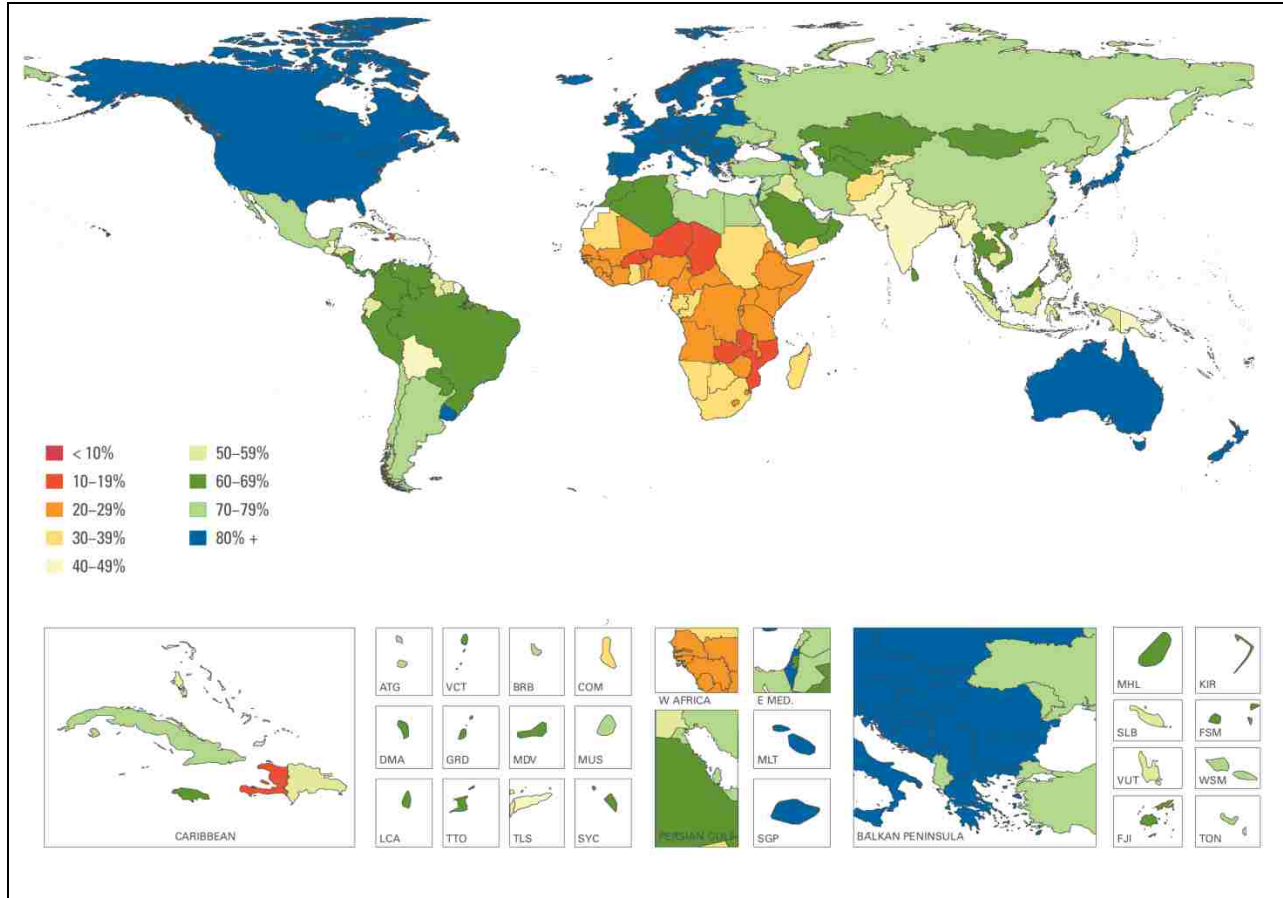 < 10%
10–19%
20–29%
30–39%
40–49%
50–59%
60–69%
70–79%
80% +
CARIBBEAN
ATG
VCT
BRB
COM
DMA
GRD
MDV
MUS
LCA
TTO
TLS
SYC
W AFRICA
E MED.
PERSIAN GULF
MLT
SGP
BALKAN PENINSULA
MHL
KIR
SLB
FSM
VUT
WSM
FJI
TON